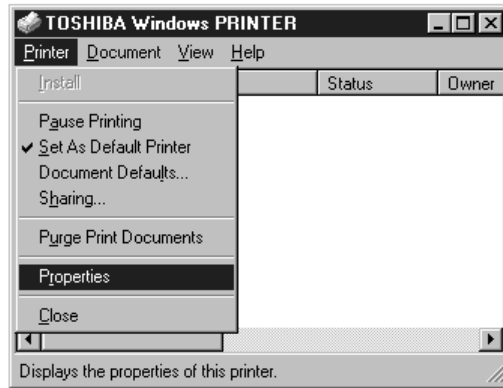 TOSHIBA Windows PRINTER
Printer Document View Help
Install
Status Owner
Pause Printing
Set As Default Printer
Document Defaults...
Sharing...
Purge Print Documents
Properties
Close
Displays the properties of this printer.